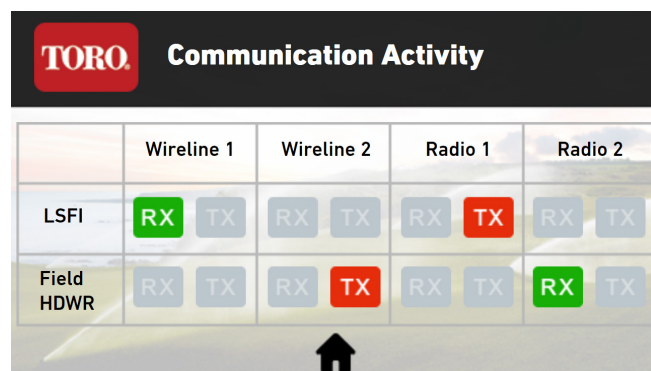 TORO.
Communication Activity
Wireline 1 Wireline 2 Radio 1 Radio 2
LSFI RX TX RX TX RX TX RX TX
Field
HDWR RX TX RX TX RX TX RX TX